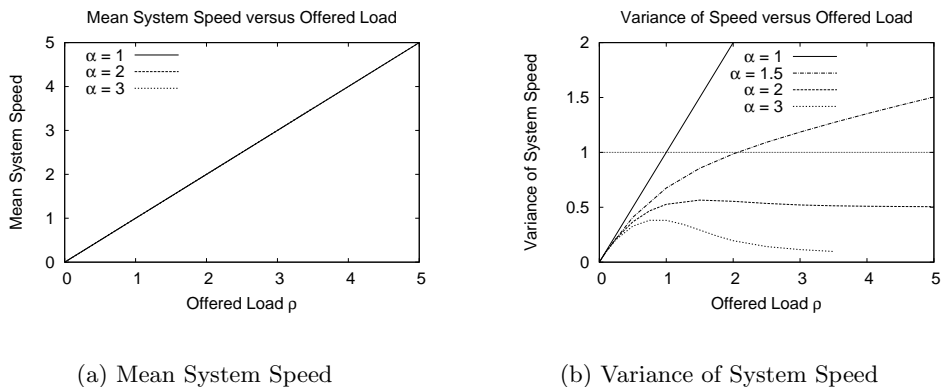 Mean System Speed versus Offered Load
Mean System Speed
5
4
3
2
1
0
α = 1
α = 2
α = 3
0 1 2 3 4 5
Offered Load ρ
(a) Mean System Speed
Variance of Speed versus Offered Load
Variance of System Speed
2
1.5
1
0.5
0
α = 1
α = 1.5
α = 2
α = 3
0 1 2 3 4 5
Offered Load ρ
(b) Variance of System Speed